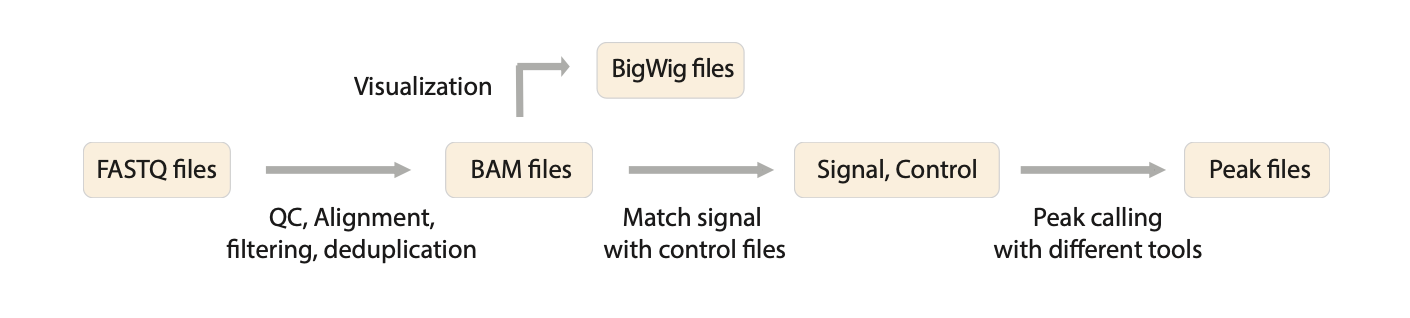 BigWig files
Visualization
FASTQ files
BAM files
Signal, Control
Peak files
QC, Alignment,
filtering, deduplication
Match signal
with control files
Peak calling
with different tools